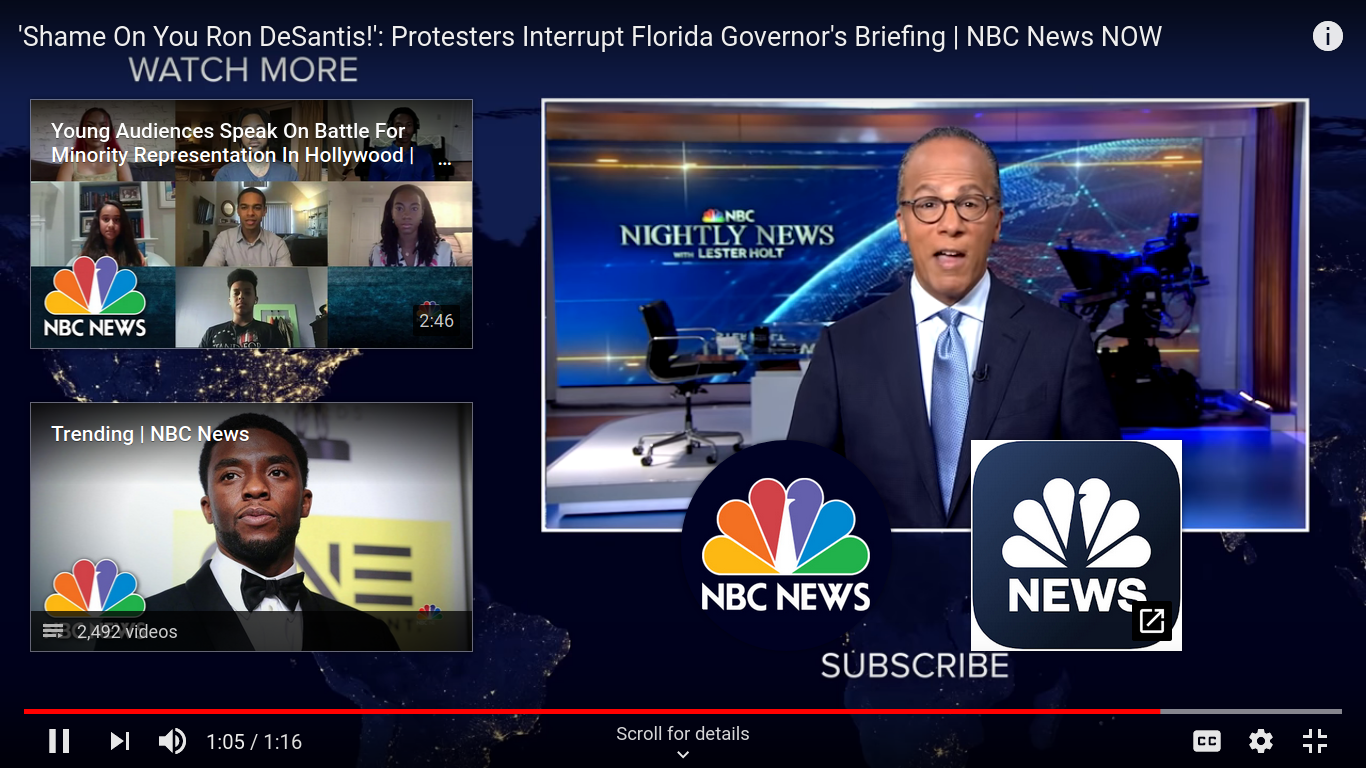 'Shame On You Ron DeSantis!': Protesters Interrupt Florida Governor's Briefing | NBC News NOW
WATCH MORE
Young Audiences Speak On Battle For
Minority Representation In Hollywood | ...
NBC NEWS
2:46
NBC
NIGHTLY NEWS
WITH LESTER HOLT
Trending | NBC News
NE
2,492 videos
NBC NEWS
NEWS
SUBSCRIBE
1:05 / 1:16
Scroll for details
CC